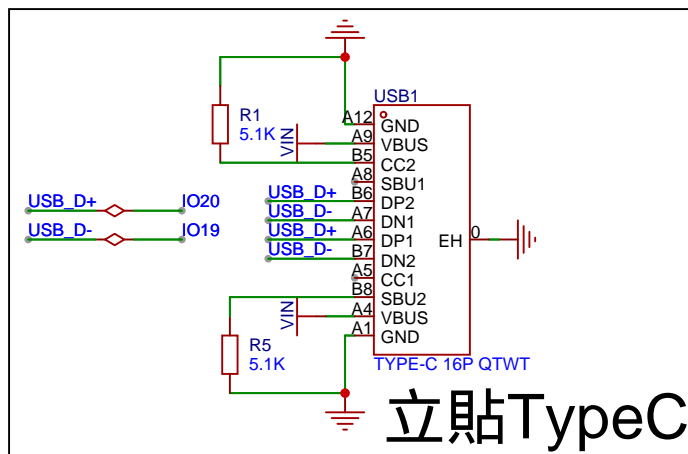 USB1
R1
5.1K
VIN
A12 GND
A9 VBUS
B5 CC2
A8 SBU1
USB_D+ B6 DP2
USB_D- A7 DN1
USB_D+ A6 DP1
USB_D- B7 DN2
A5 CC1
B8 SBU2
A4 VBUS
A1 GND
EH 0
USB_D+ IO20
USB_D- IO19
VIN
R5
5.1K
TYPE-C 16P QTWT
立貼TypeC